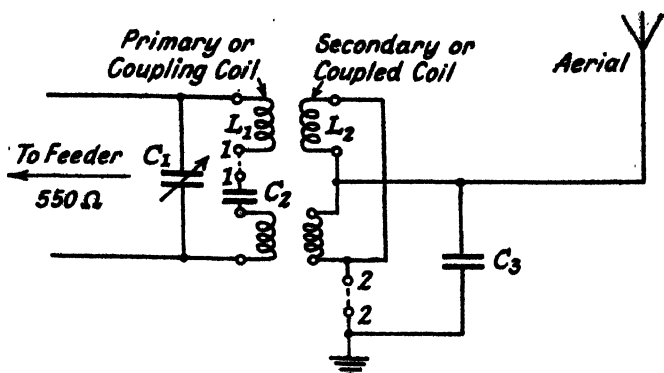 Primary or
Coupling Coil
Secondary or
Coupled Coil
Aerial
To Feeder
550 Ω
C1
L1
L2
1
1
C2
C3
2
2